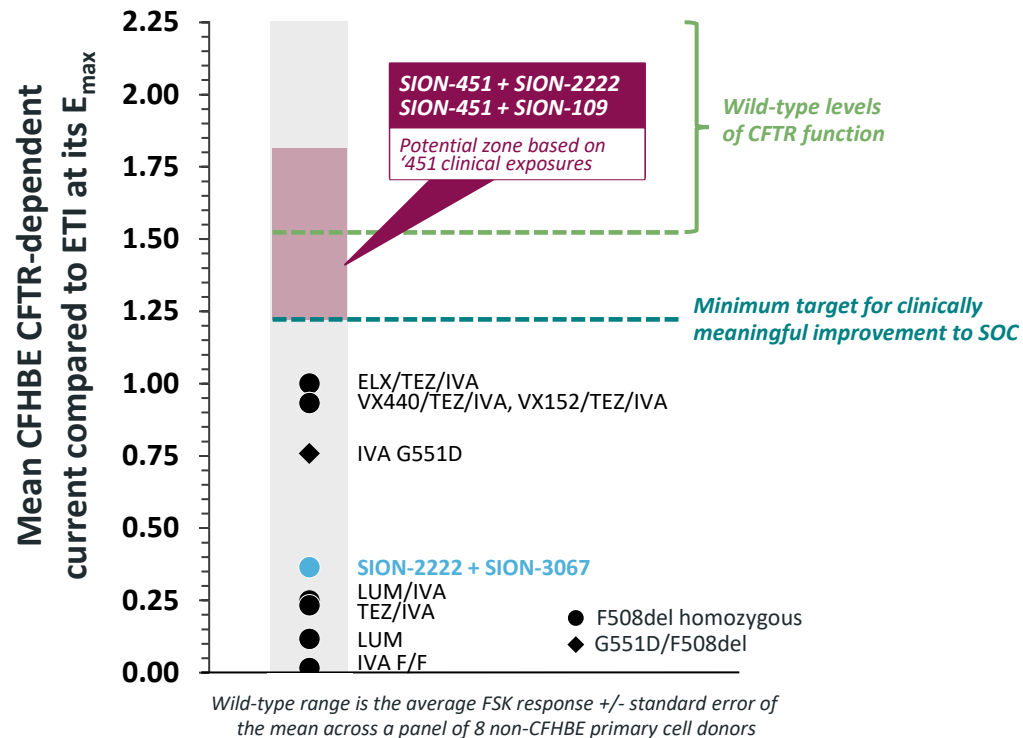 Mean CFHBE CFTR-dependent
current compared to ETI at its Emax
2.25
2.00
1.75
1.50
1.25
1.00
0.75
0.50
0.25
0.00
SION-451 + SION-2222
SION-451 + SION-109
Potential zone based on
‘451 clinical exposures
Wild-type levels
of CFTR function
Minimum target for clinically
meaningful improvement to SOC
ELX/TEZ/IVA
VX440/TEZ/IVA, VX152/TEZ/IVA
IVA G551D
SION-2222 + SION-3067
LUM/IVA
TEZ/IVA
LUM
IVA F/F
F508del homozygous
G551D/F508del
Wild-type range is the average FSK response +/- standard error of
the mean across a panel of 8 non-CFHBE primary cell donors